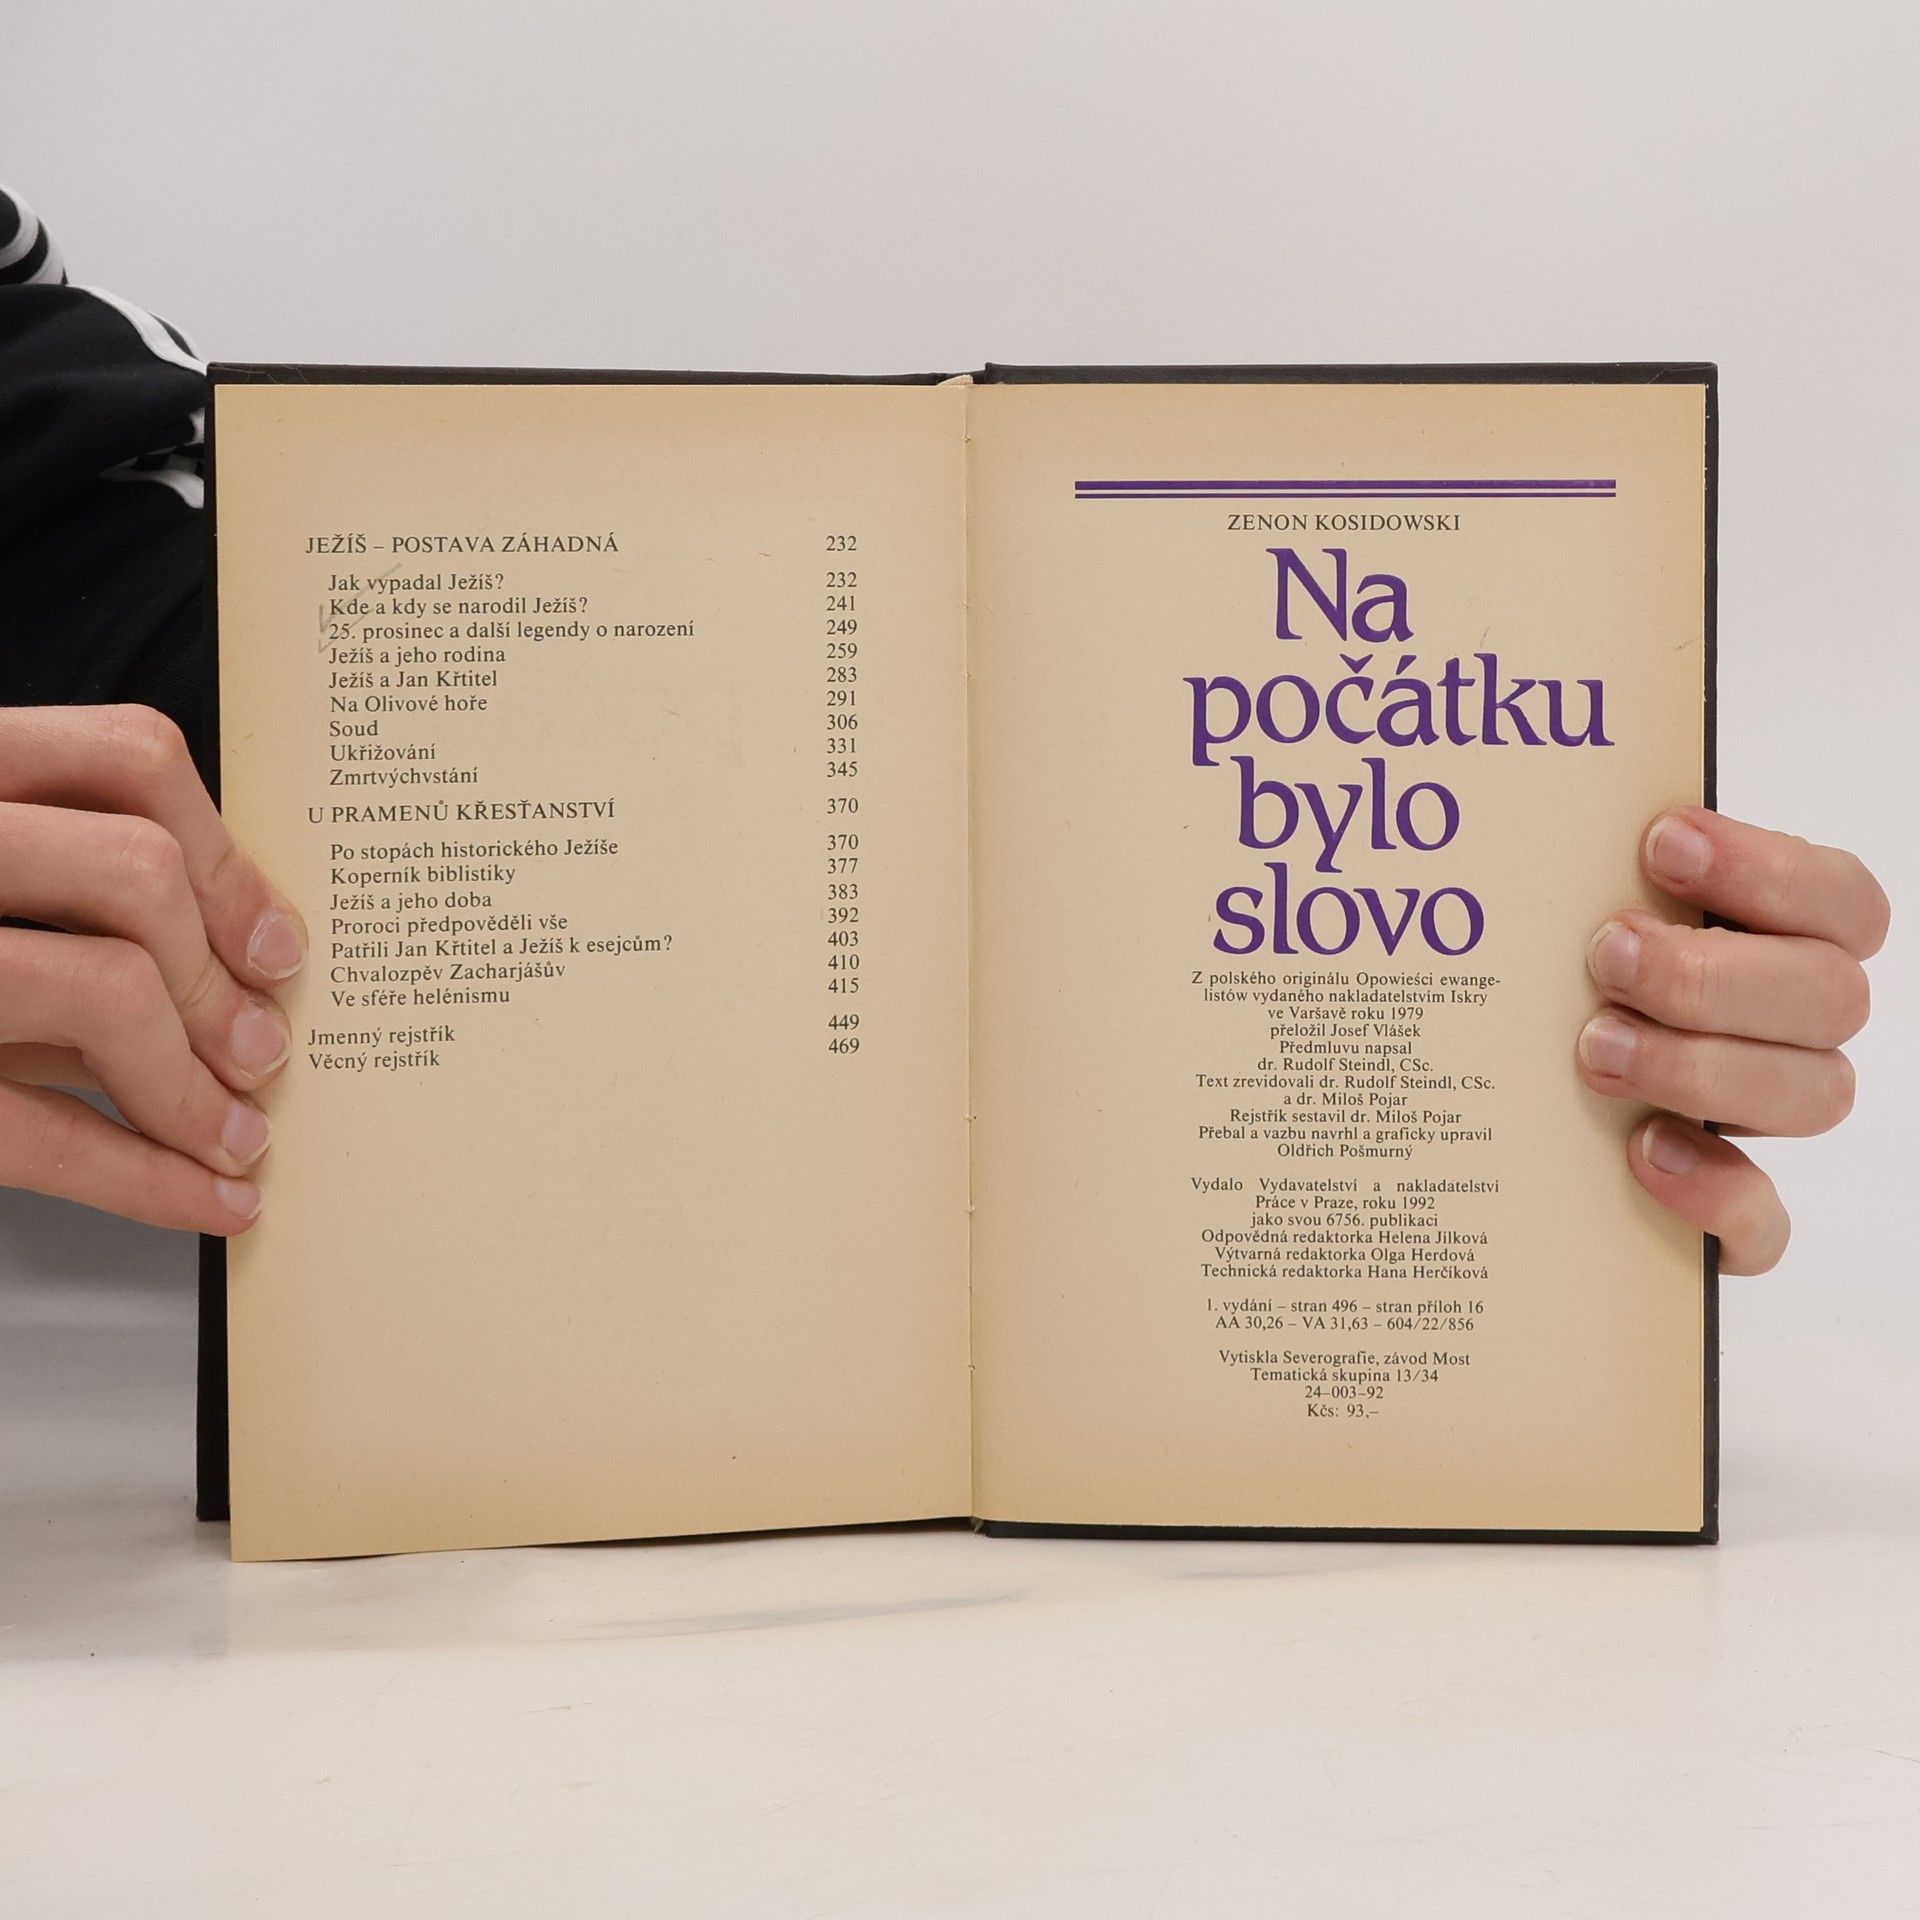 JEŽÍŠ – POSTAVA ZÁHADNÁ 232
Jak vypadal Ježíš? 232
Kde a kdy se narodil Ježíš? 241
25. prosinec a další legendy o narození 249
Ježíš a jeho rodina 259
Ježíš a Jan Křtitel 283
Na Olivové hoře 291
Soud 306
Ukřižování 331
Zmrtvýchvstání 345
U PRAMENŮ KŘESŤANSTVÍ 370
Po stopách historického Ježíše 370
Koperník biblistiky 377
Ježíš a jeho doba 383
Proroci předpověděli vše 392
Patřili Jan Křtitel a Ježíš k esejcům? 403
Chvalozpěv Zacharjášův 410
Ve sféře helénismu 415
Jmenný rejstřík 449
Věcný rejstřík 469
ZENON KOSIDOWSKI
Na
počátku
bylo
slovo
Z polského originálu Opowieści ewange-
listów vydaného nakladatelstvím Iskry
ve Varšavě roku 1979
přeložil Josef Vlášek
Předmluvu napsal
dr. Rudolf Steindl, CSc.
Text zrevidovali dr. Rudolf Steindl, CSc.
a dr. Miloš Pojar
Rejstřík sestavil dr. Miloš Pojar
Přebal a vazbu navrhl a graficky upravil
Oldřich Pošmurný
Vydalo Vydavatelství a nakladatelství
Práce v Praze, roku 1992
jako svou 6756. publikaci
Odpovědná redaktorka Helena Jílková
Výtvarná redaktorka Olga Herdová
Technická redaktorka Hana Herčíková
1. vydání – stran 496 – stran příloh 16
AA 30,26 – VA 31,63 – 604/22/856
Vytiskla Severografie, závod Most
Tematická skupina 13/34
24–003–92
Kčs: 93,–